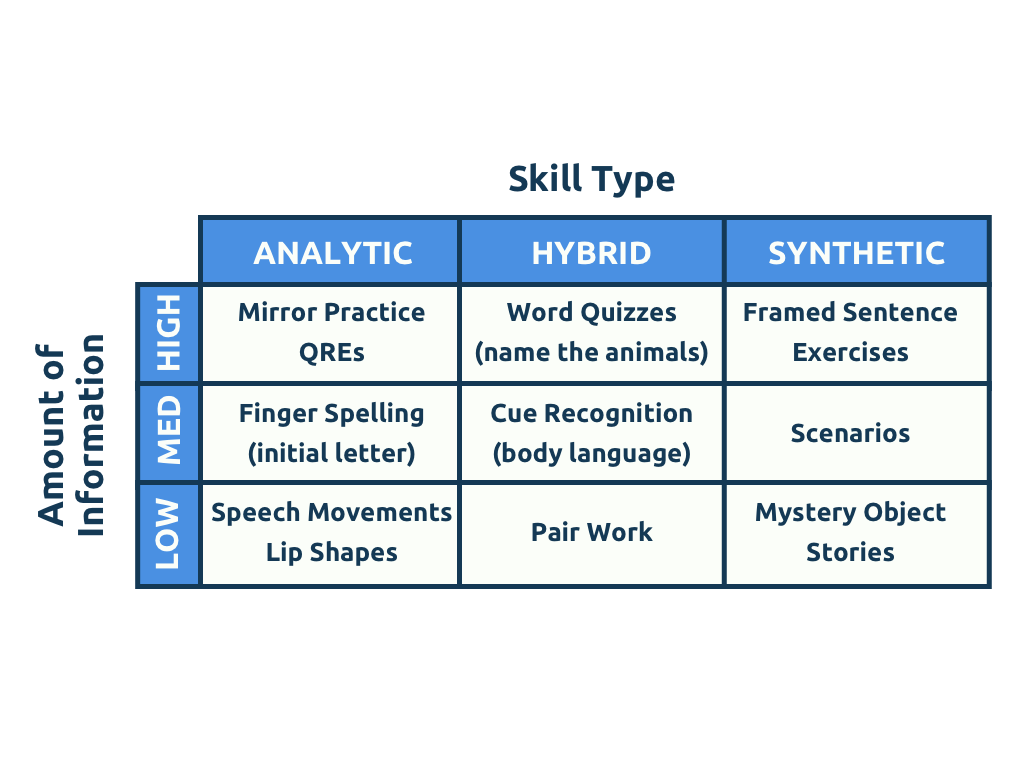 Skill Type
ANALYTIC HYBRID SYNTHETIC
Amount of
Information
HIGH
Mirror Practice
QREs
Word Quizzes
(name the animals)
Framed Sentence
Exercises
MED
Finger Spelling
(initial letter)
Cue Recognition
(body language)
Scenarios
LOW
Speech Movements
Lip Shapes
Pair Work
Mystery Object
Stories